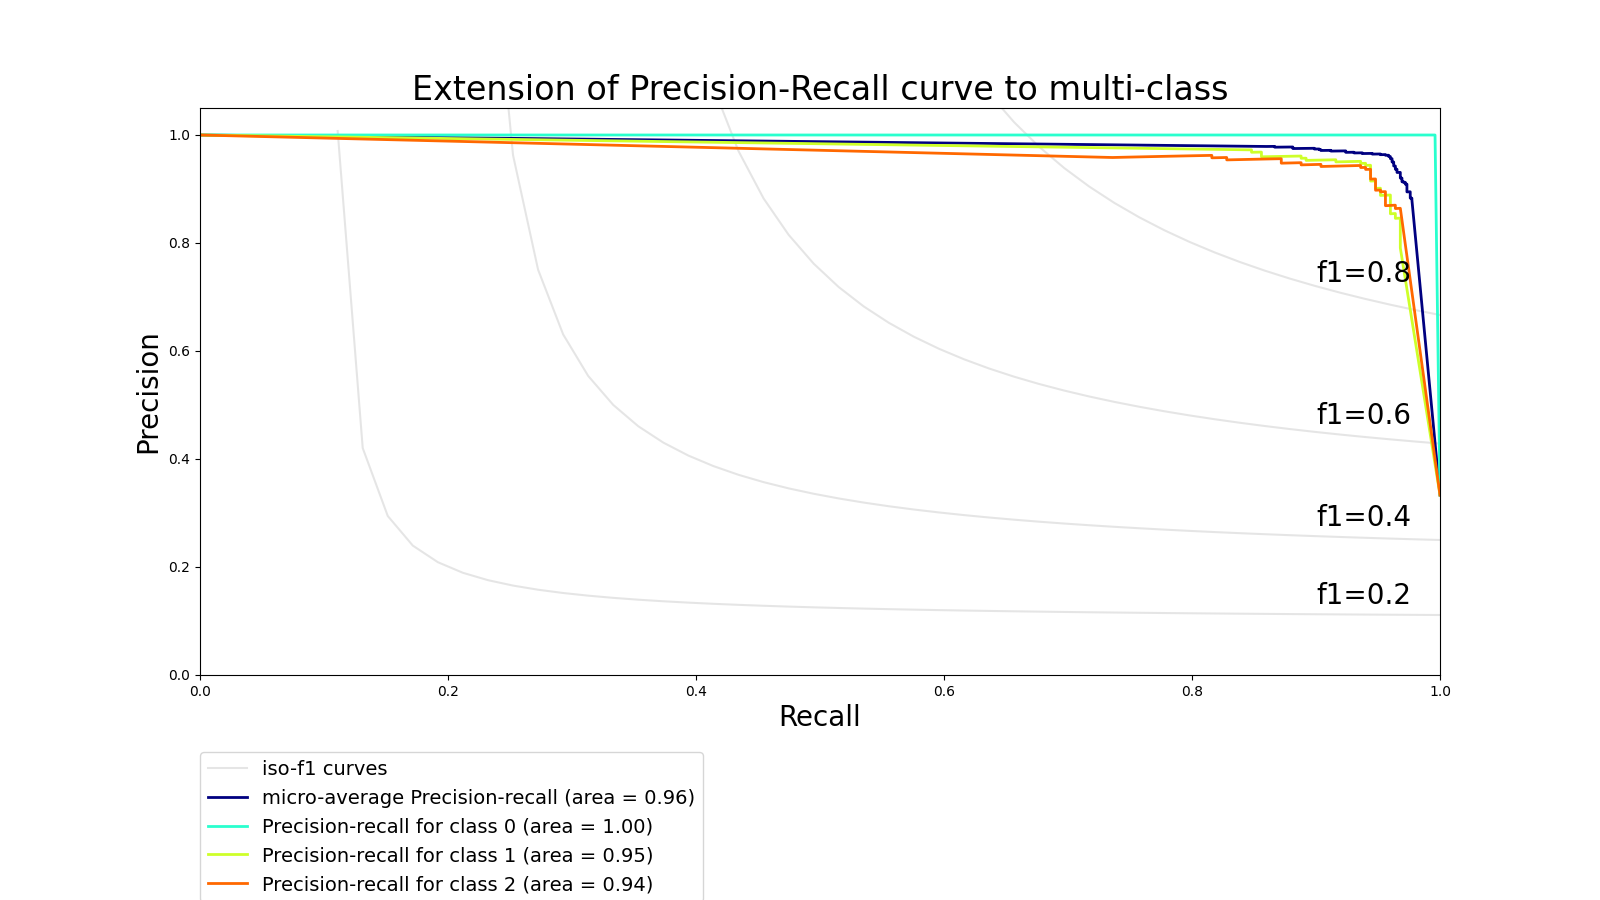 Extension of Precision-Recall curve to multi-class
1.0
0.8
0.6
0.4
0.2
0.0
Precision
f1=0.8
f1=0.6
f1=0.4
f1=0.2
0.0 0.2 0.4 0.6 0.8 1.0
Recall
iso-f1 curves
micro-average Precision-recall (area = 0.96)
Precision-recall for class 0 (area = 1.00)
Precision-recall for class 1 (area = 0.95)
Precision-recall for class 2 (area = 0.94)